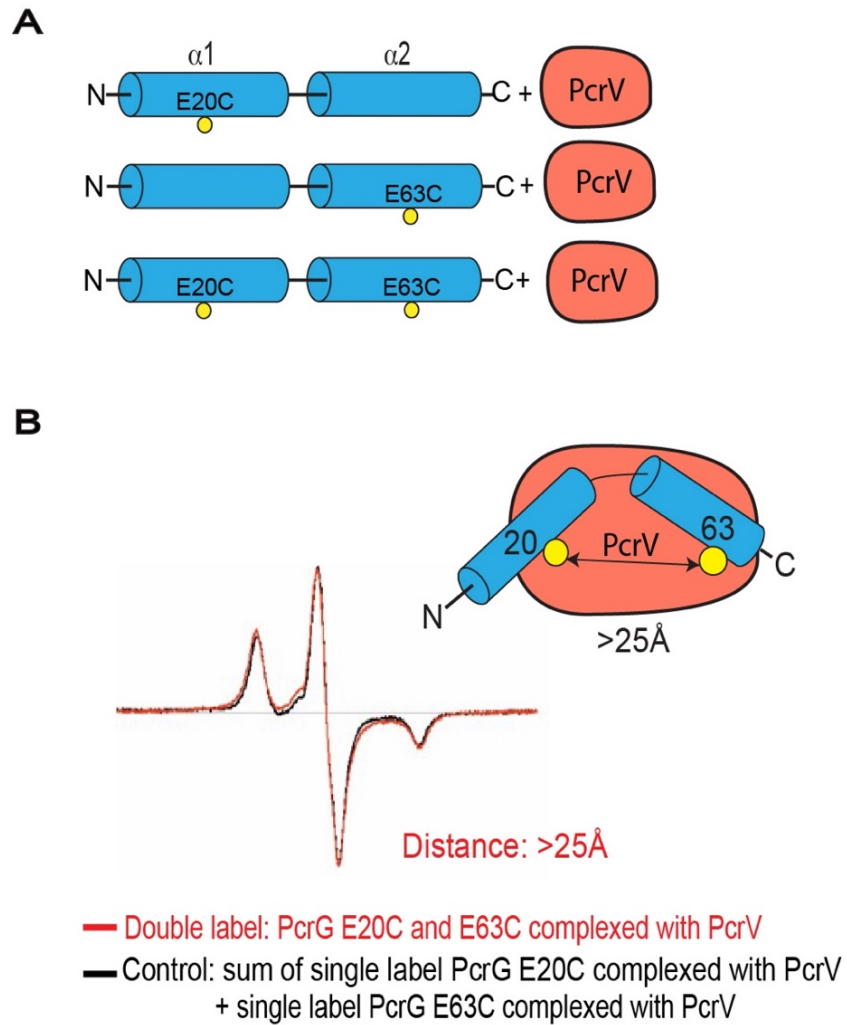 A
α1 α2
N E20C C + PcrV
N E63C C + PcrV
N E20C E63C C+ PcrV
B
20 PcrV 63
N C
>25Å
Distance: >25Å
Double label: PcrG E20C and E63C complexed with PcrV
Control: sum of single label PcrG E20C complexed with PcrV
+ single label PcrG E63C complexed with PcrV